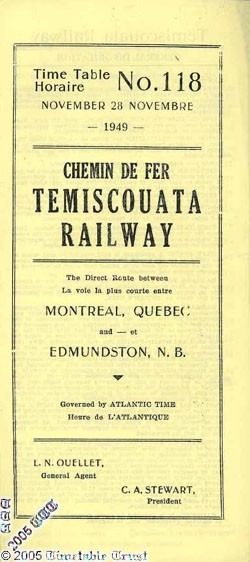 Time Table
Horaire
No. 118
NOVEMBER 28 NOVEMBRE
— 1949 —
CHEMIN DE FER
TEMISCOUATA
RAILWAY
The Direct Route between
La voie la plus courte entre
MONTREAL, QUEBEC
and — et
EDMUNDSTON, N. B.
Governed by ATLANTIC TIME
Heure de L'ATLANTIQUE
L. N. OUELLET,
General Agent
C. A. STEWART,
President
2005
© 2005 Timetable Trust